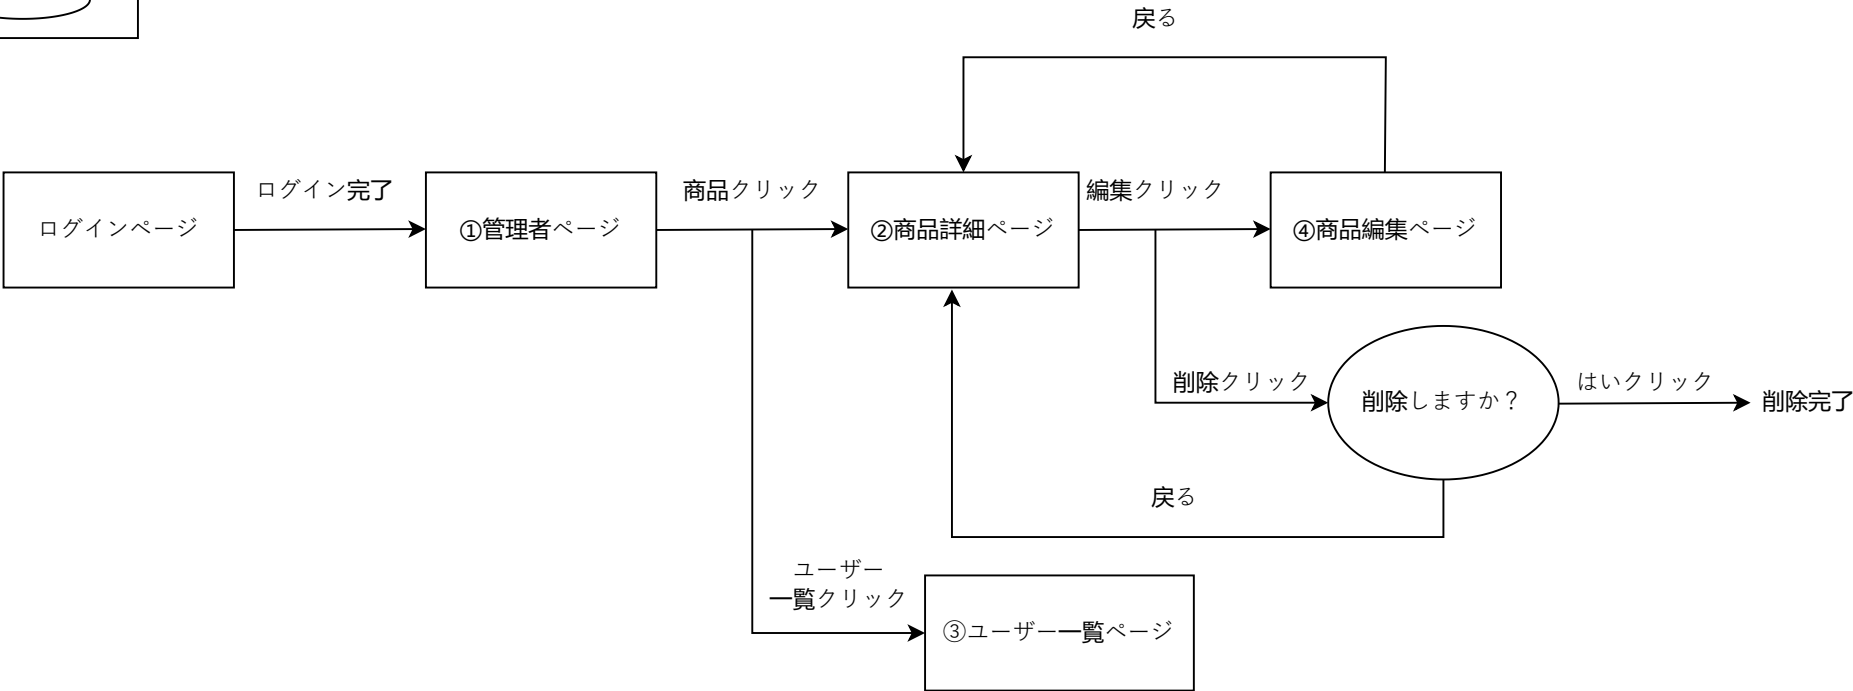 戻る
ログイン完了
商品クリック
編集クリック
ログインページ
①管理者ページ
②商品詳細ページ
④商品編集ページ
削除クリック
削除しますか？
はいクリック
削除完了
戻る
ユーザー
一覧クリック
③ユーザー一覧ページ